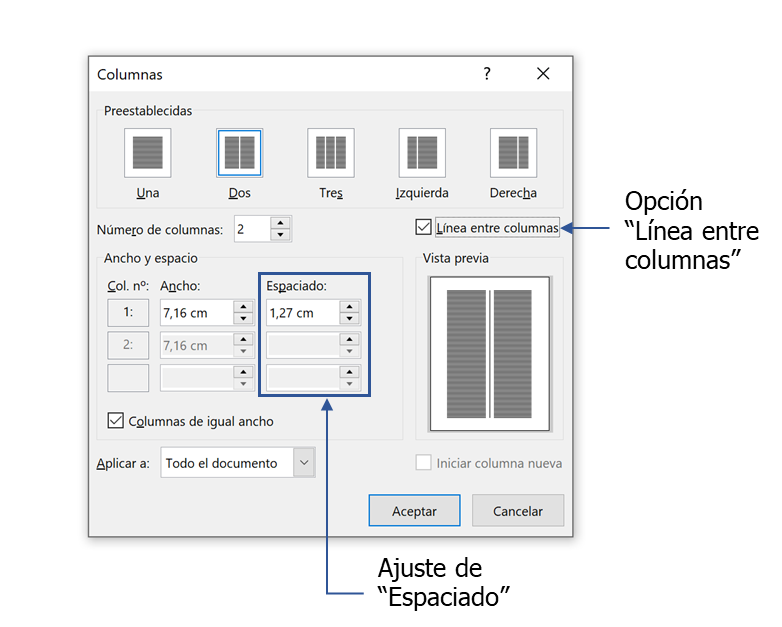 Columnas ?
Preestablecidas
Una Dos Tres Izquierda Derecha
Número de columnas: 2
Línea entre columnas
Opción
“Línea entre
columnas”
Ancho y espacio
Vista previa
Col. nº: Ancho: Espaciado:
1: 7,16 cm 1,27 cm
2: 7,16 cm
Columnas de igual ancho
Aplicar a: Todo el documento
Iniciar columna nueva
Aceptar Cancelar
Ajuste de
“Espaciado”